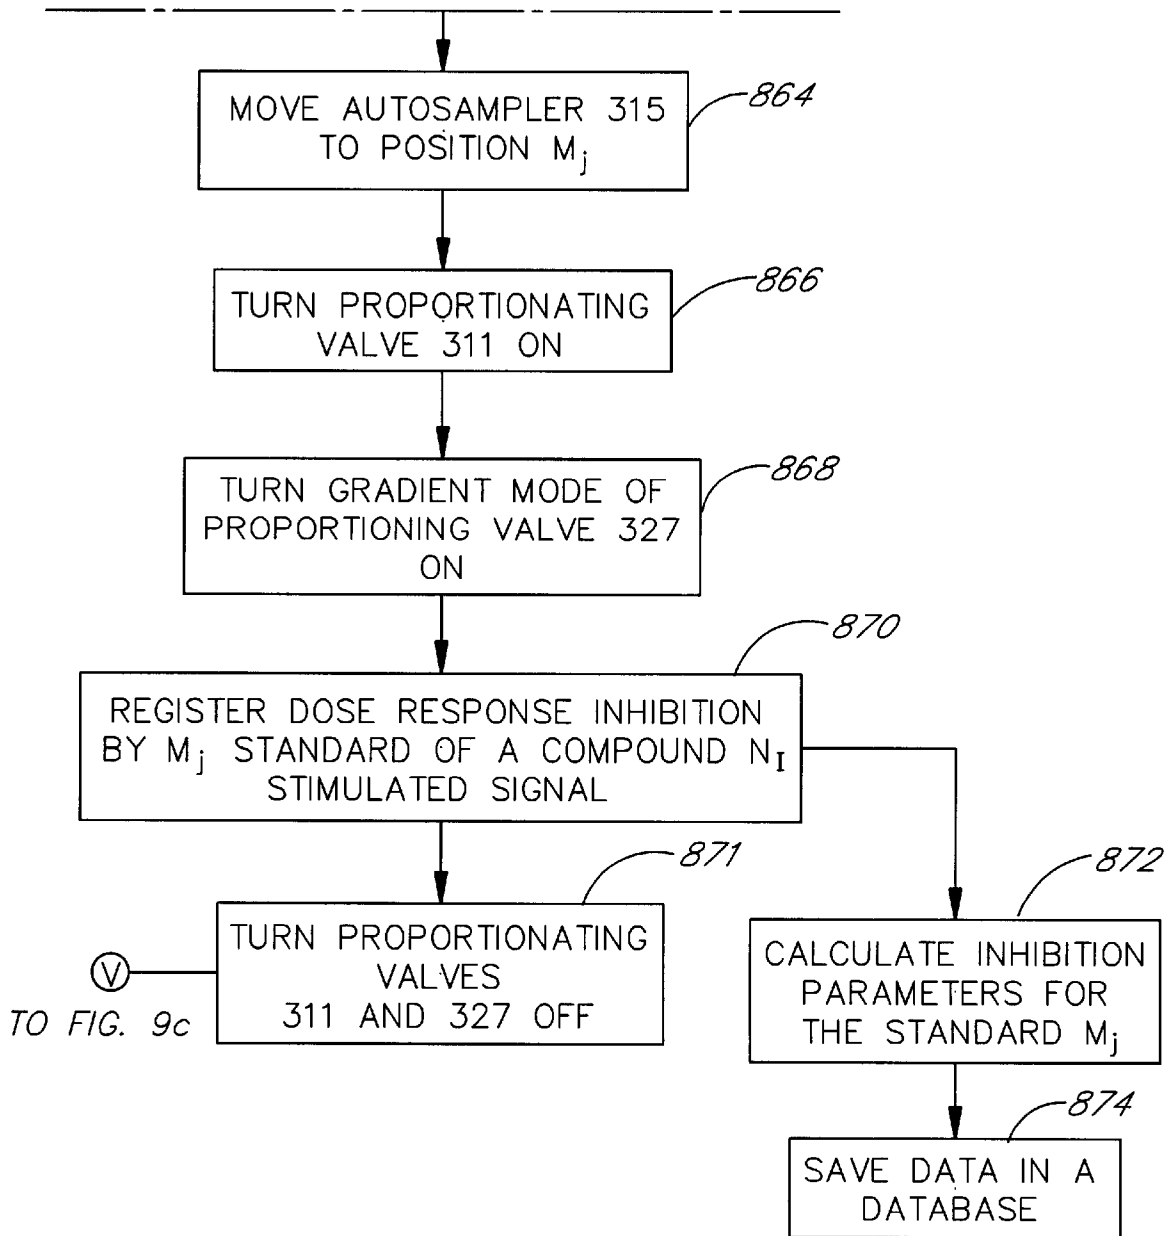 864
MOVE AUTOSAMPLER 315
TO POSITION Mj
866
TURN PROPORTIONATING
VALVE 311 ON
868
TURN GRADIENT MODE OF
PROPORTIONING VALVE 327
ON
870
REGISTER DOSE RESPONSE INHIBITION
BY Mj STANDARD OF A COMPOUND NI
STIMULATED SIGNAL
871
TURN PROPORTIONATING
VALVES
311 AND 327 OFF
V
TO FIG. 9c
872
CALCULATE INHIBITION
PARAMETERS FOR
THE STANDARD Mj
874
SAVE DATA IN A
DATABASE